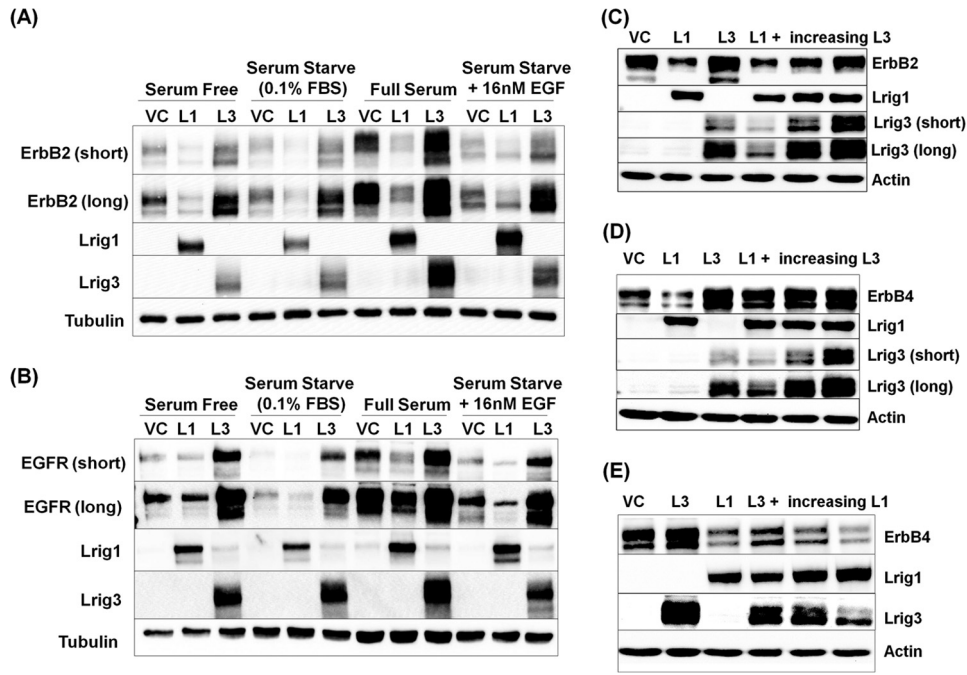 (A)
Serum Free
Serum Starve
(0.1% FBS)
Full Serum
Serum Starve
+ 16nM EGF
VC L1 L3 VC L1 L3 VC L1 L3 VC L1 L3
ErbB2 (short)
ErbB2 (long)
Lrig1
Lrig3
Tubulin
(B)
Serum Free
Serum Starve
(0.1% FBS)
Full Serum
Serum Starve
+ 16nM EGF
VC L1 L3 VC L1 L3 VC L1 L3 VC L1 L3
EGFR (short)
EGFR (long)
Lrig1
Lrig3
Tubulin
(C)
VC L1 L3 L1 + increasing L3
ErbB2
Lrig1
Lrig3 (short)
Lrig3 (long)
Actin
(D)
VC L1 L3 L1 + increasing L3
ErbB4
Lrig1
Lrig3 (short)
Lrig3 (long)
Actin
(E)
VC L3 L1 L3 + increasing L1
ErbB4
Lrig1
Lrig3
Actin